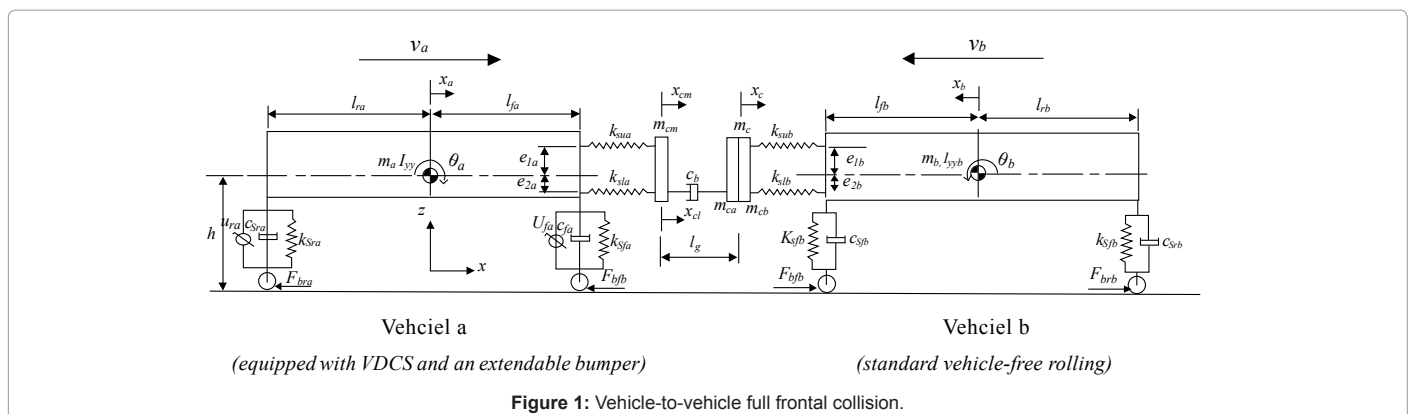 v_a v_b
x_a x_cm x_c x_b
l_ra l_fa l_fb l_rb
m_cm m_c
k_sua k_sub
m_a I_yy θ_a e_1a e_1b m_b, I_yyb θ_b
e_2a k_sla c_b k_slb e_2b
m_ca m_cb
z x_cl
h u_ra c_Sra k_Sra U_fa c_fa k_Sfa l_g K_sfb c_Sfb k_Sfb c_Srb
x
F_bra F_bfb F_bfb F_brb
Vehciel a Vehciel b
(equipped with VDCS and an extendable bumper) (standard vehicle-free rolling)
Figure 1: Vehicle-to-vehicle full frontal collision.